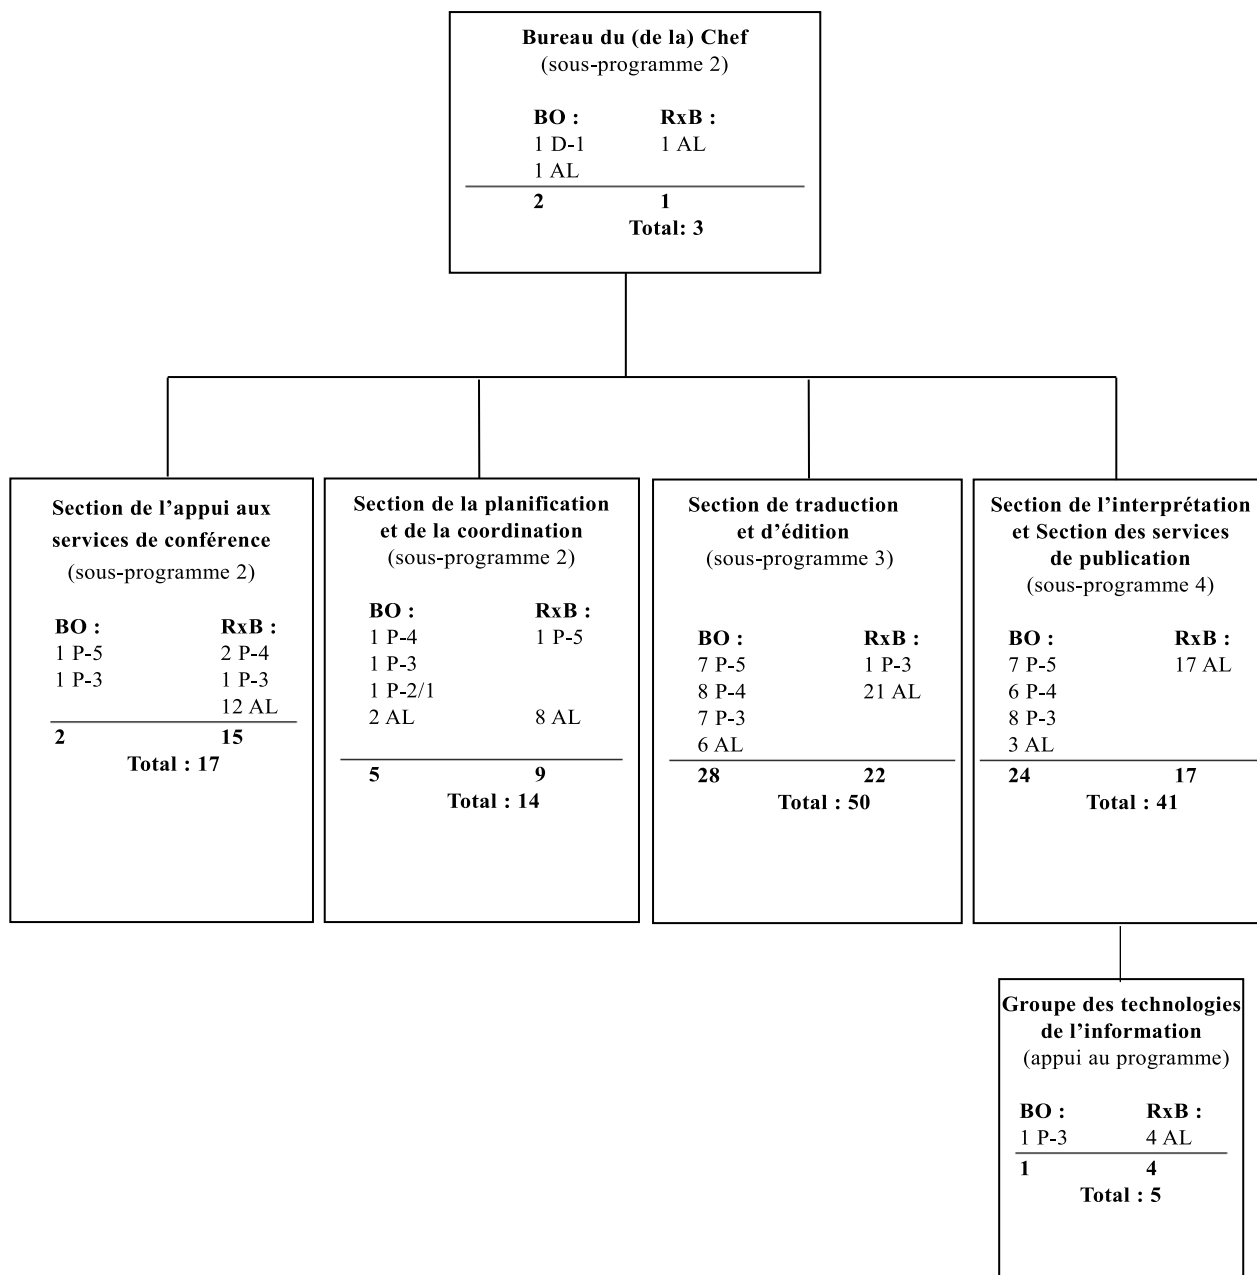 Bureau du (de la) Chef
(sous-programme 2)
BO : RxB :
1 D-1 1 AL
1 AL
2 1
Total: 3
Section de l’appui aux
services de conférence
(sous-programme 2)
BO : RxB :
1 P-5 2 P-4
1 P-3 1 P-3
12 AL
2 15
Total : 17
Section de la planification
et de la coordination
(sous-programme 2)
BO : RxB :
1 P-4 1 P-5
1 P-3
1 P-2/1
2 AL 8 AL
5 9
Total : 14
Section de traduction
et d’édition
(sous-programme 3)
BO : RxB :
7 P-5 1 P-3
8 P-4 21 AL
7 P-3
6 AL
28 22
Total : 50
Section de l’interprétation
et Section des services
de publication
(sous-programme 4)
BO : RxB :
7 P-5 17 AL
6 P-4
8 P-3
3 AL
24 17
Total : 41
Groupe des technologies
de l’information
(appui au programme)
BO : RxB :
1 P-3 4 AL
1 4
Total : 5